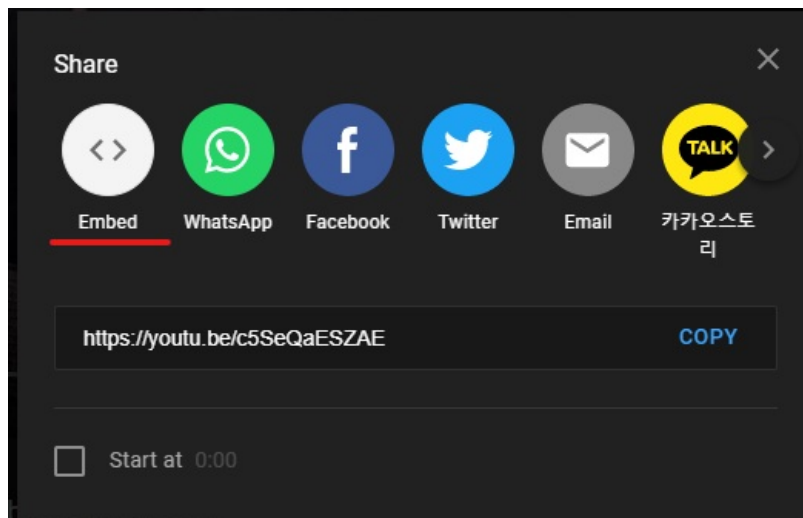 Share
Embed
WhatsApp
Facebook
Twitter
Email
TALK
카카오스토
리
https://youtu.be/c5SeQaESZAE
COPY
Start at 0:00